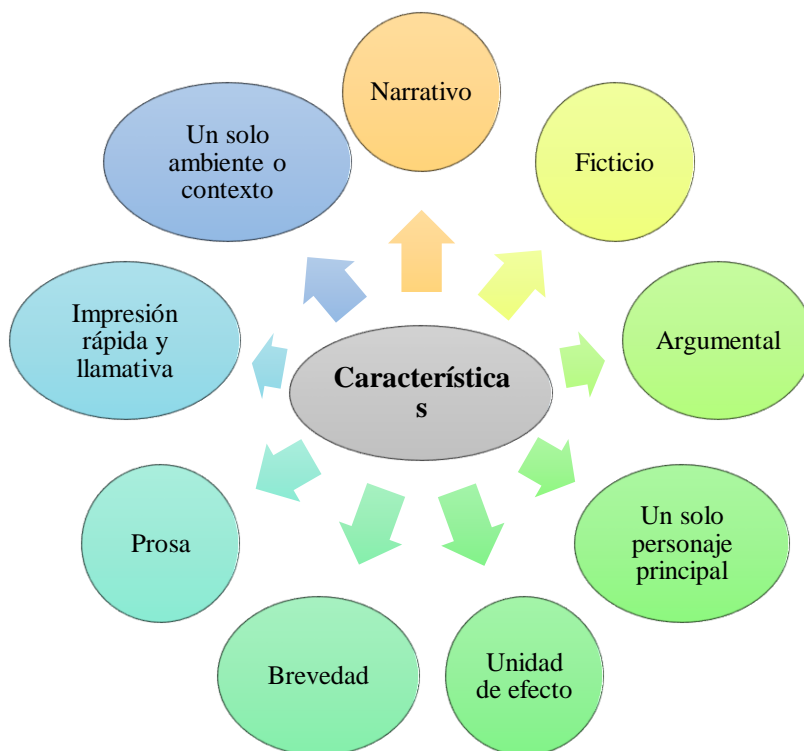 Narrativo
Ficticio
Argumental
Un solo
personaje
principal
Unidad
de efecto
Brevedad
Prosa
Impresión
rápida y
llamativa
Un solo
ambiente o
contexto
Característica
s